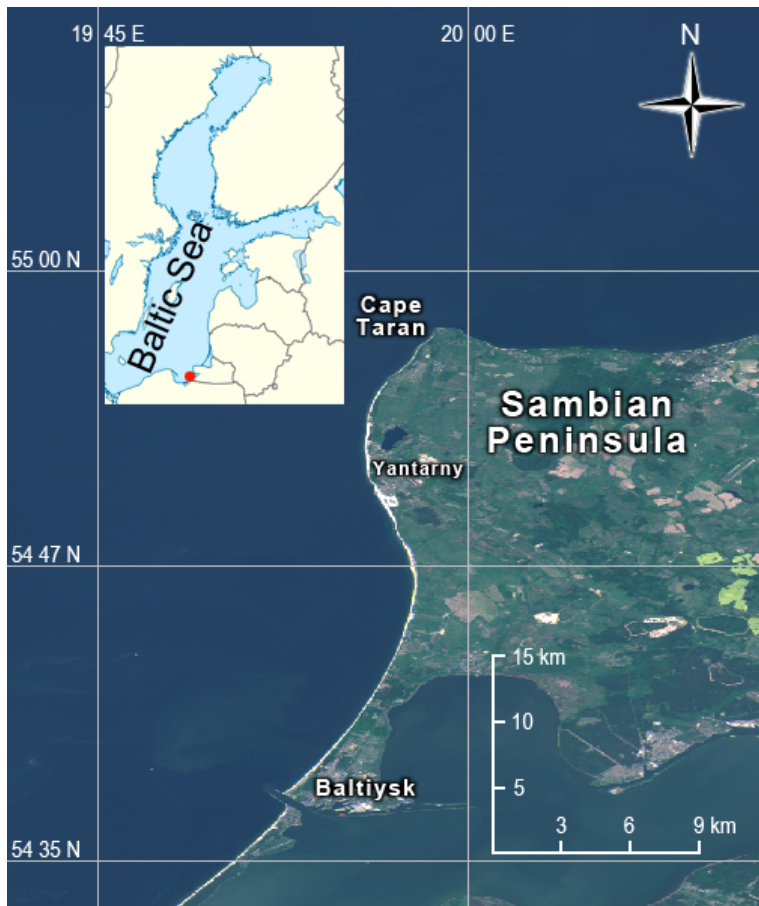 19 45 E
20 00 E
N
Baltic Sea
55 00 N
Cape
Taran
Sambian
Peninsula
Yantarny
54 47 N
15 km
10
5
Baltiysk
3 6 9 km
54 35 N